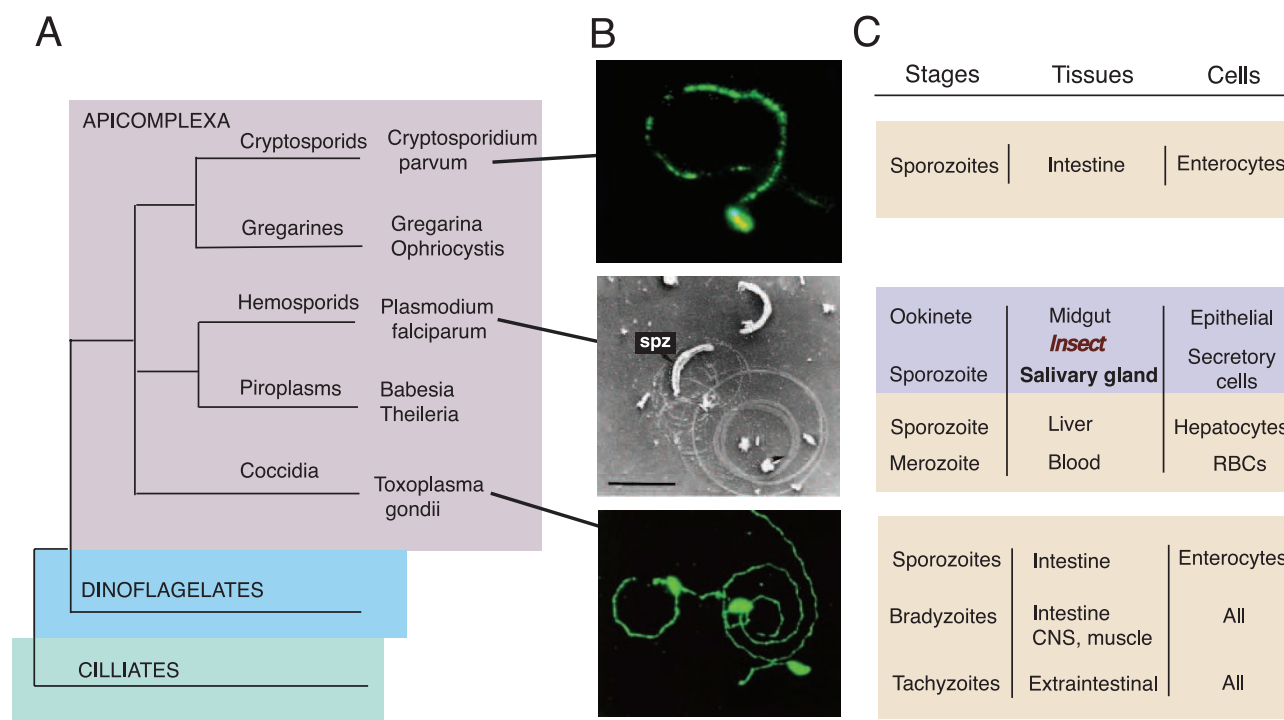 A
B
C
APICOMPLEXA
Cryptosporids
Cryptosporidium
parvum
Gregarines
Gregarina
Ophriocystis
Hemosporids
Plasmodium
falciparum
Piroplasms
Babesia
Theileria
Coccidia
Toxoplasma
gondii
DINOFLAGELATES
CILLIATES
spz
Stages Tissues Cells
Sporozoites Intestine Enterocytes
Ookinete Midgut Epithelial
Insect
Sporozoite Salivary gland Secretory
cells
Sporozoite Liver Hepatocytes
Merozoite Blood RBCs
Sporozoites Intestine Enterocytes
Bradyzoites Intestine All
CNS, muscle
Tachyzoites Extraintestinal All